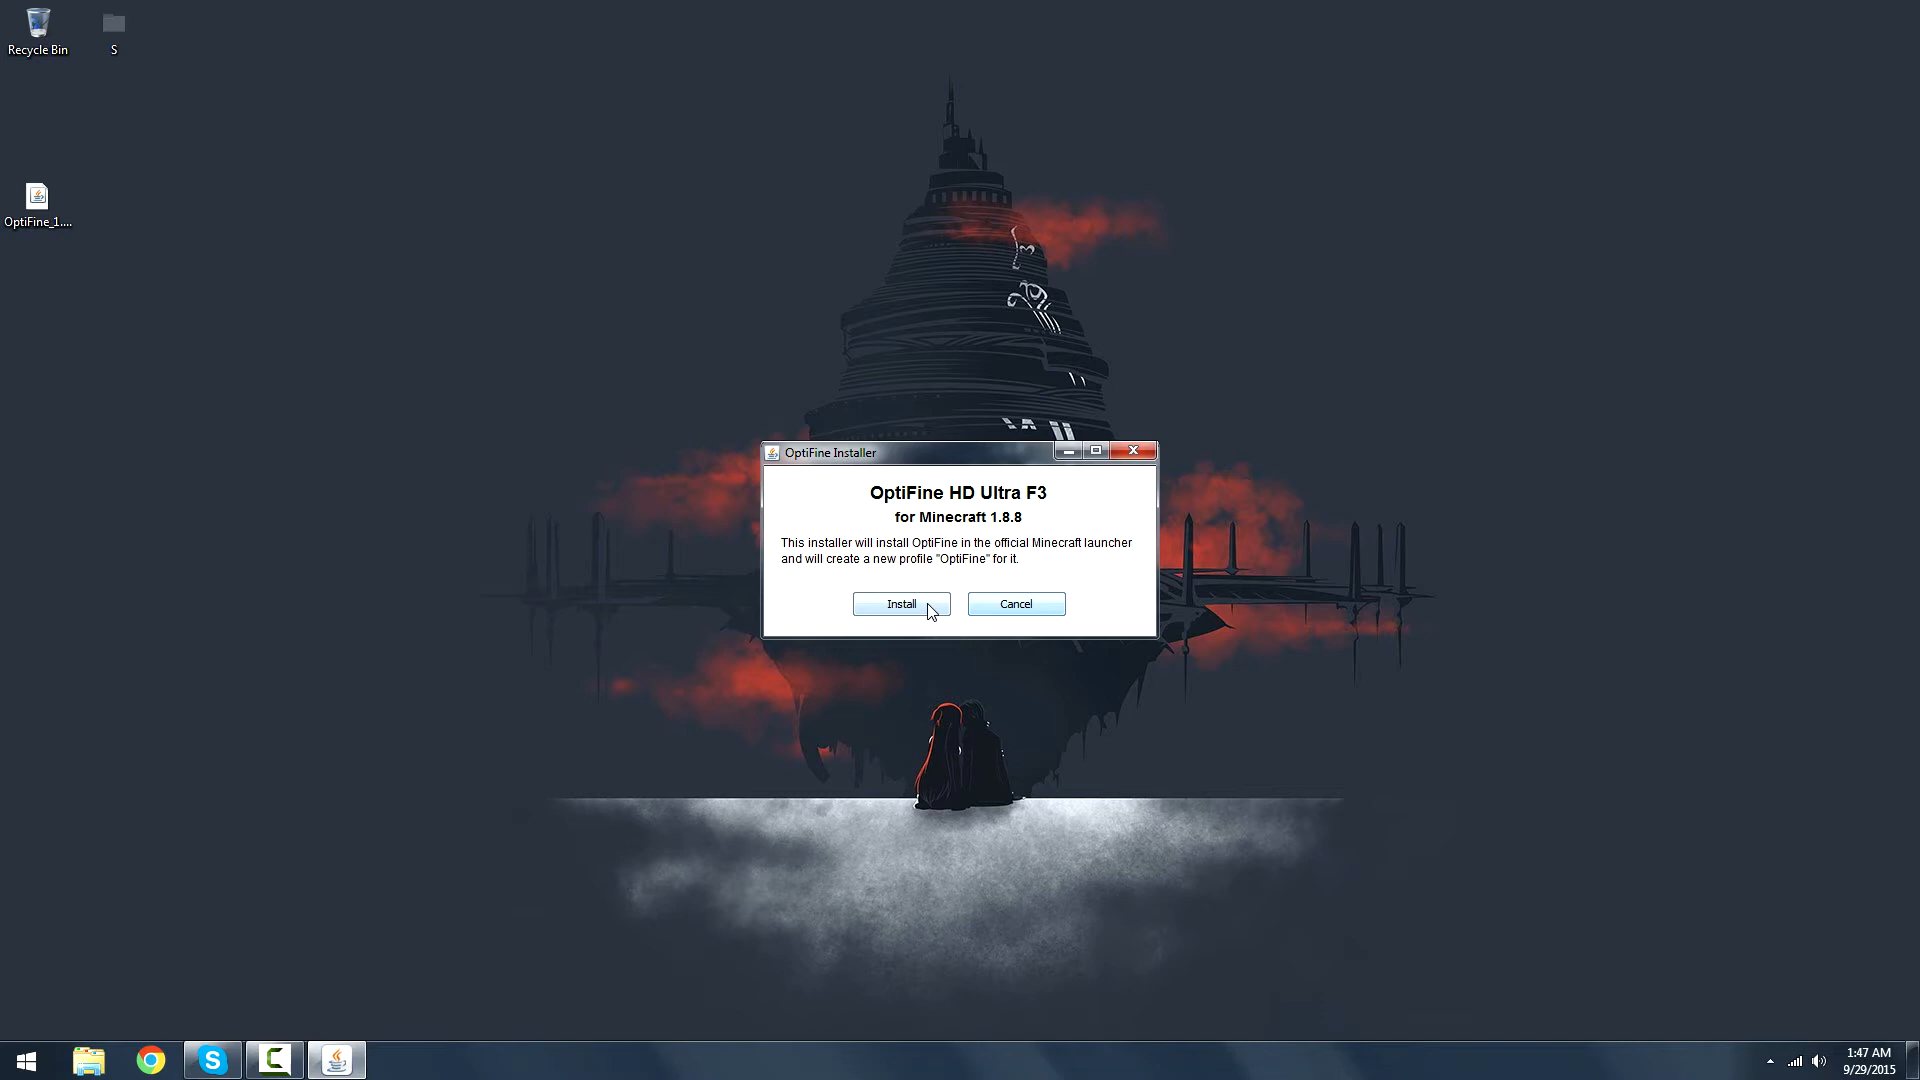 Recycle Bin
S
OptiFine_1....
OptiFine Installer
OptiFine HD Ultra F3
for Minecraft 1.8.8
This installer will install OptiFine in the official Minecraft launcher
and will create a new profile "OptiFine" for it.
Install
Cancel
1:47 AM
9/29/2015